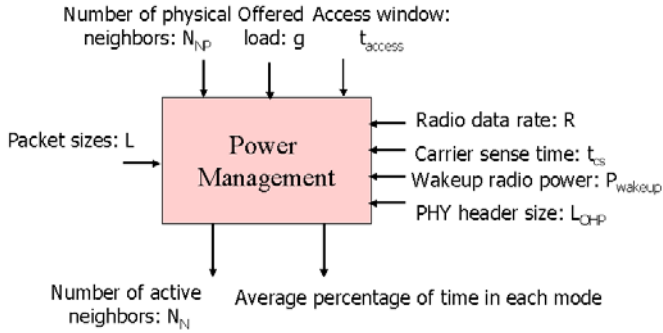 Number of physical neighbors: N_NP
Offered load: g
Access window: t_access
Packet sizes: L
Power Management
Radio data rate: R
Carrier sense time: t_cs
Wakeup radio power: P_wakeup
PHY header size: L_OHP
Number of active neighbors: N_N
Average percentage of time in each mode